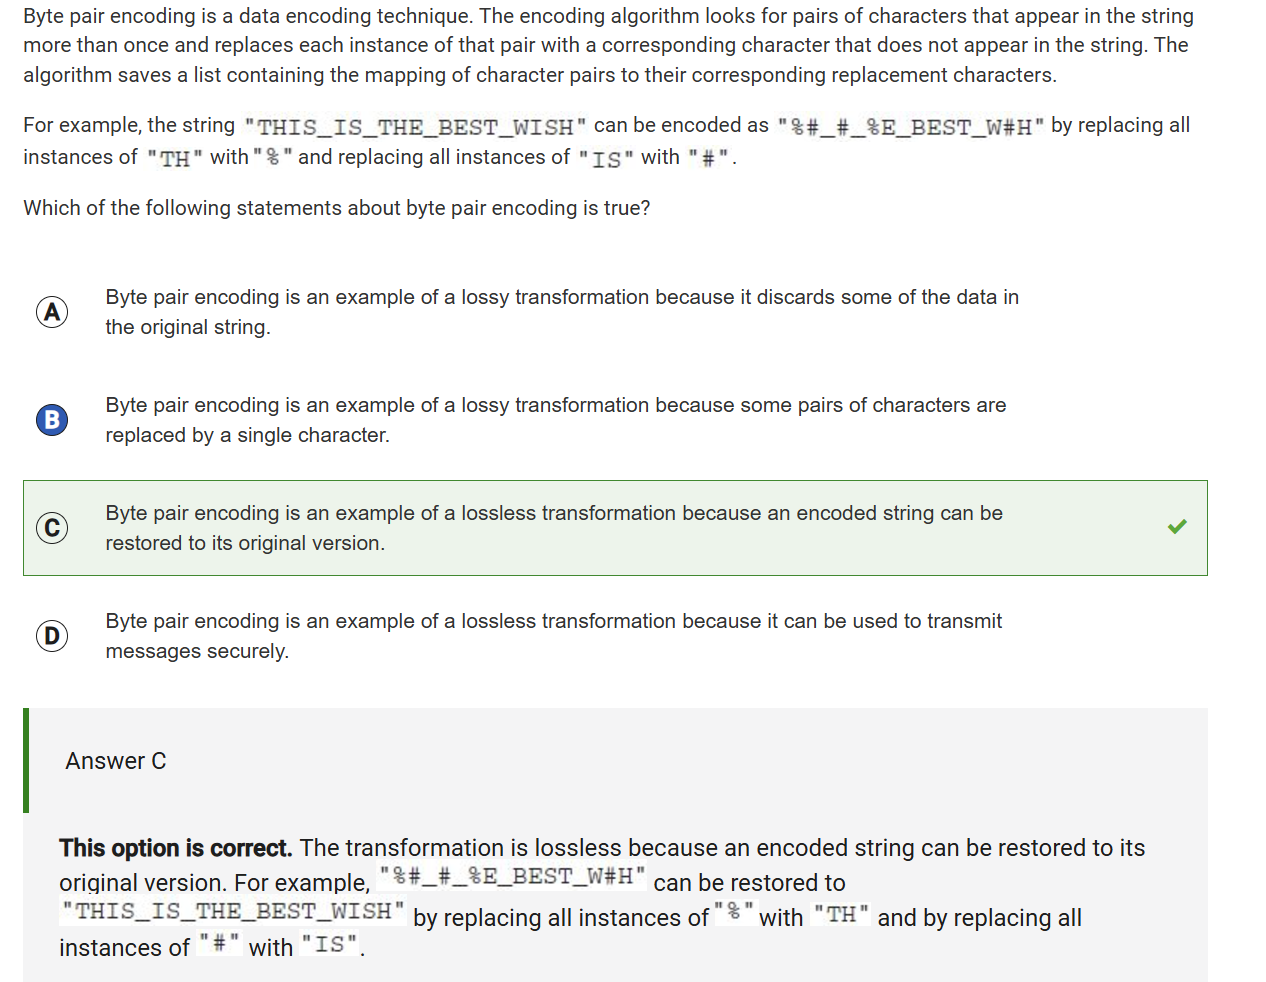 Byte pair encoding is a data encoding technique. The encoding algorithm looks for pairs of characters that appear in the string
more than once and replaces each instance of that pair with a corresponding character that does not appear in the string. The
algorithm saves a list containing the mapping of character pairs to their corresponding replacement characters.
For example, the string "THIS_IS_THE_BEST_WISH" can be encoded as "%#_#_%E_BEST_W#H" by replacing all
instances of "TH" with "%" and replacing all instances of "IS" with "#".
Which of the following statements about byte pair encoding is true?
A Byte pair encoding is an example of a lossy transformation because it discards some of the data in
the original string.
B Byte pair encoding is an example of a lossy transformation because some pairs of characters are
replaced by a single character.
C Byte pair encoding is an example of a lossless transformation because an encoded string can be
restored to its original version.
D Byte pair encoding is an example of a lossless transformation because it can be used to transmit
messages securely.
Answer C
This option is correct. The transformation is lossless because an encoded string can be restored to its
original version. For example, "%#_#_%E_BEST_W#H" can be restored to
"THIS_IS_THE_BEST_WISH" by replacing all instances of "%" with "TH" and by replacing all
instances of "#" with "IS".